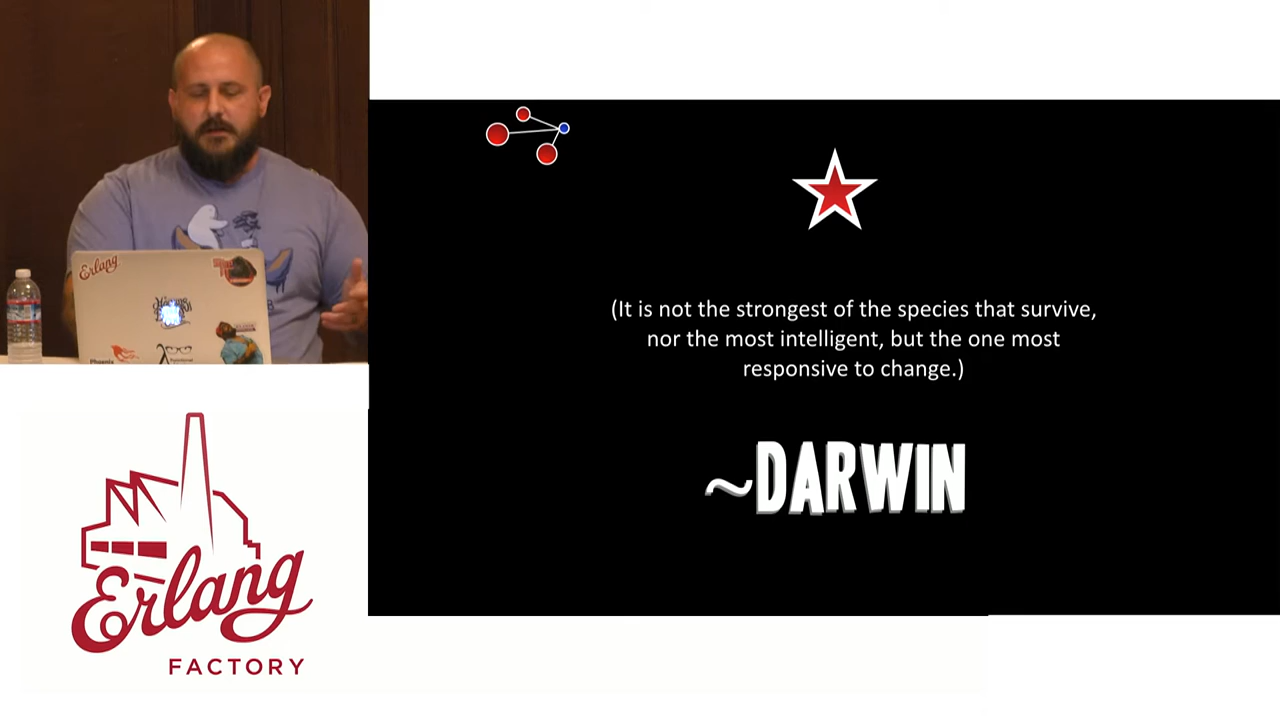 Erlang
Phoenix
(It is not the strongest of the species that survive,
nor the most intelligent, but the one most
responsive to change.)
~DARWIN
Erlang
FACTORY